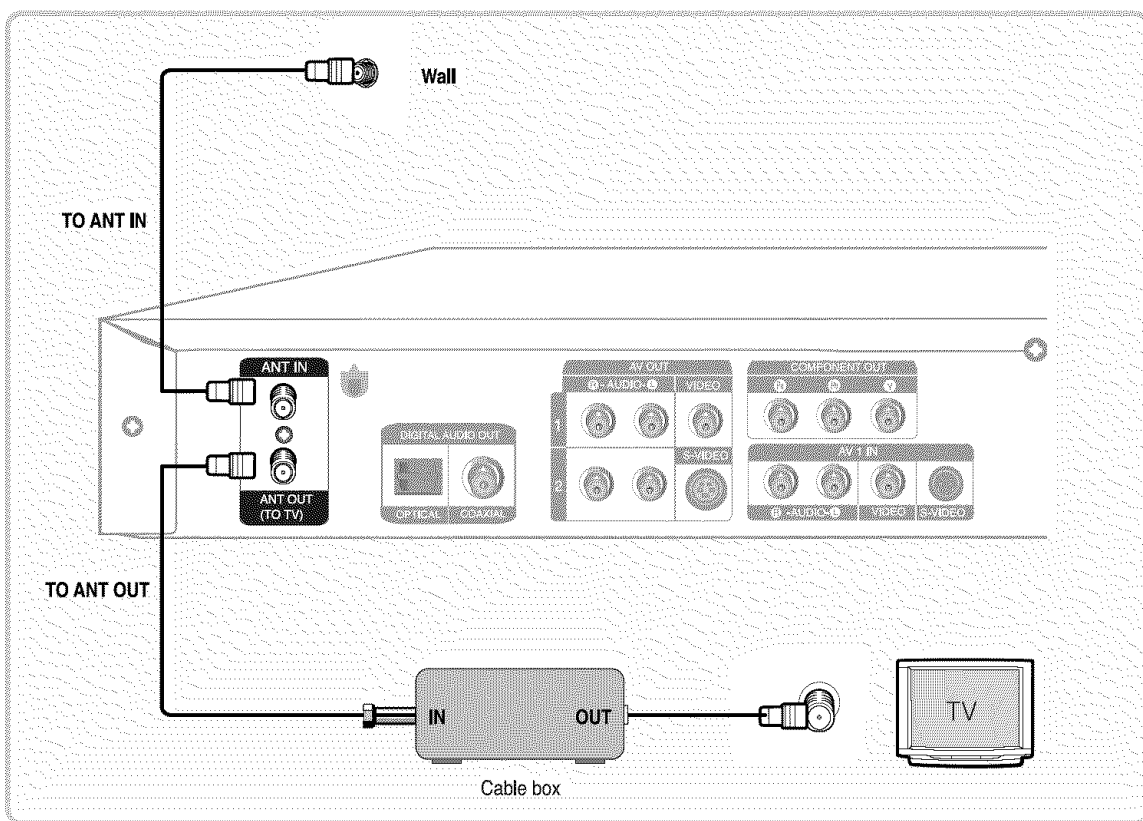 Wall
TO ANT IN
ANT IN
AV OUT
COMPONENT OUT
R - AUDIO - L VIDEO
Y
1
DIGITAL AUDIO OUT
S-VIDEO
AV 1 IN
2
ANT OUT
(TO TV)
OPTICAL COAXIAL
R -AUDIO- L VIDEO S-VIDEO
TO ANT OUT
IN
OUT
TV
Cable box